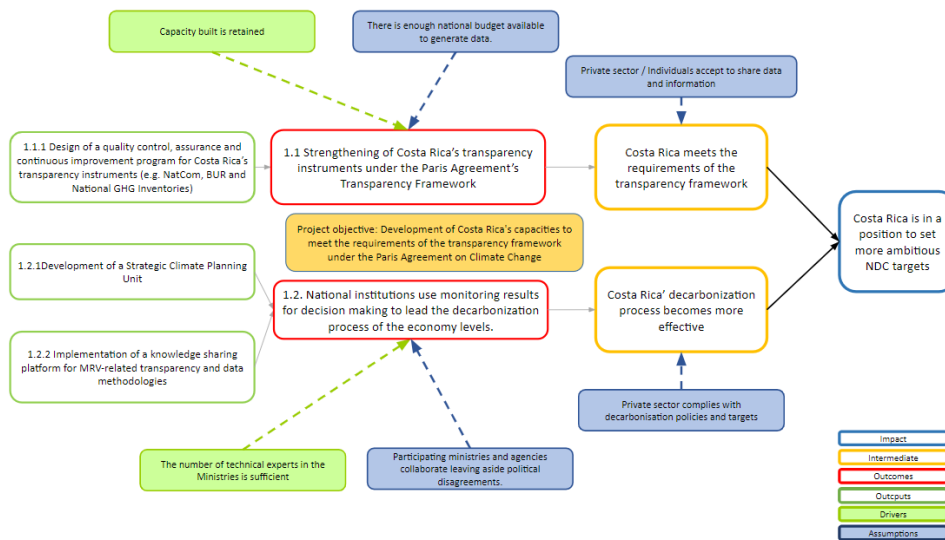 Capacity built is retained
There is enough national budget available
to generate data.
Private sector / Individuals accept to share data
and information
1.1.1 Design of a quality control, assurance and
continuous improvement program for Costa Rica's
transparency instruments (e.g. NatCom, BUR and
National GHG Inventories)
1.1 Strengthening of Costa Rica's transparency
instruments under the Paris Agreement's
Transparency Framework
Costa Rica meets the
requirements of the
transparency framework
Project objective: Development of Costa Rica's capacities to
meet the requirements of the transparency framework
under the Paris Agreement on Climate Change
Costa Rica is in a
position to set
more ambitious
NDC targets
1.2.1Development of a Strategic Climate Planning
Unit
1.2. National institutions use monitoring results
for decision making to lead the decarbonization
process of the economy levels.
Costa Rica' decarbonization
process becomes more
effective
1.2.2 Implementation of a knowledge sharing
platform for MRV-related transparency and data
methodologies
Private sector complies with
decarbonisation policies and targets
The number of technical experts in the
Ministries is sufficient
Participating ministries and agencies
collaborate leaving aside political
disagreements.
Impact
Intermediate
Outcomes
Outcputs
Drivers
Assumptions